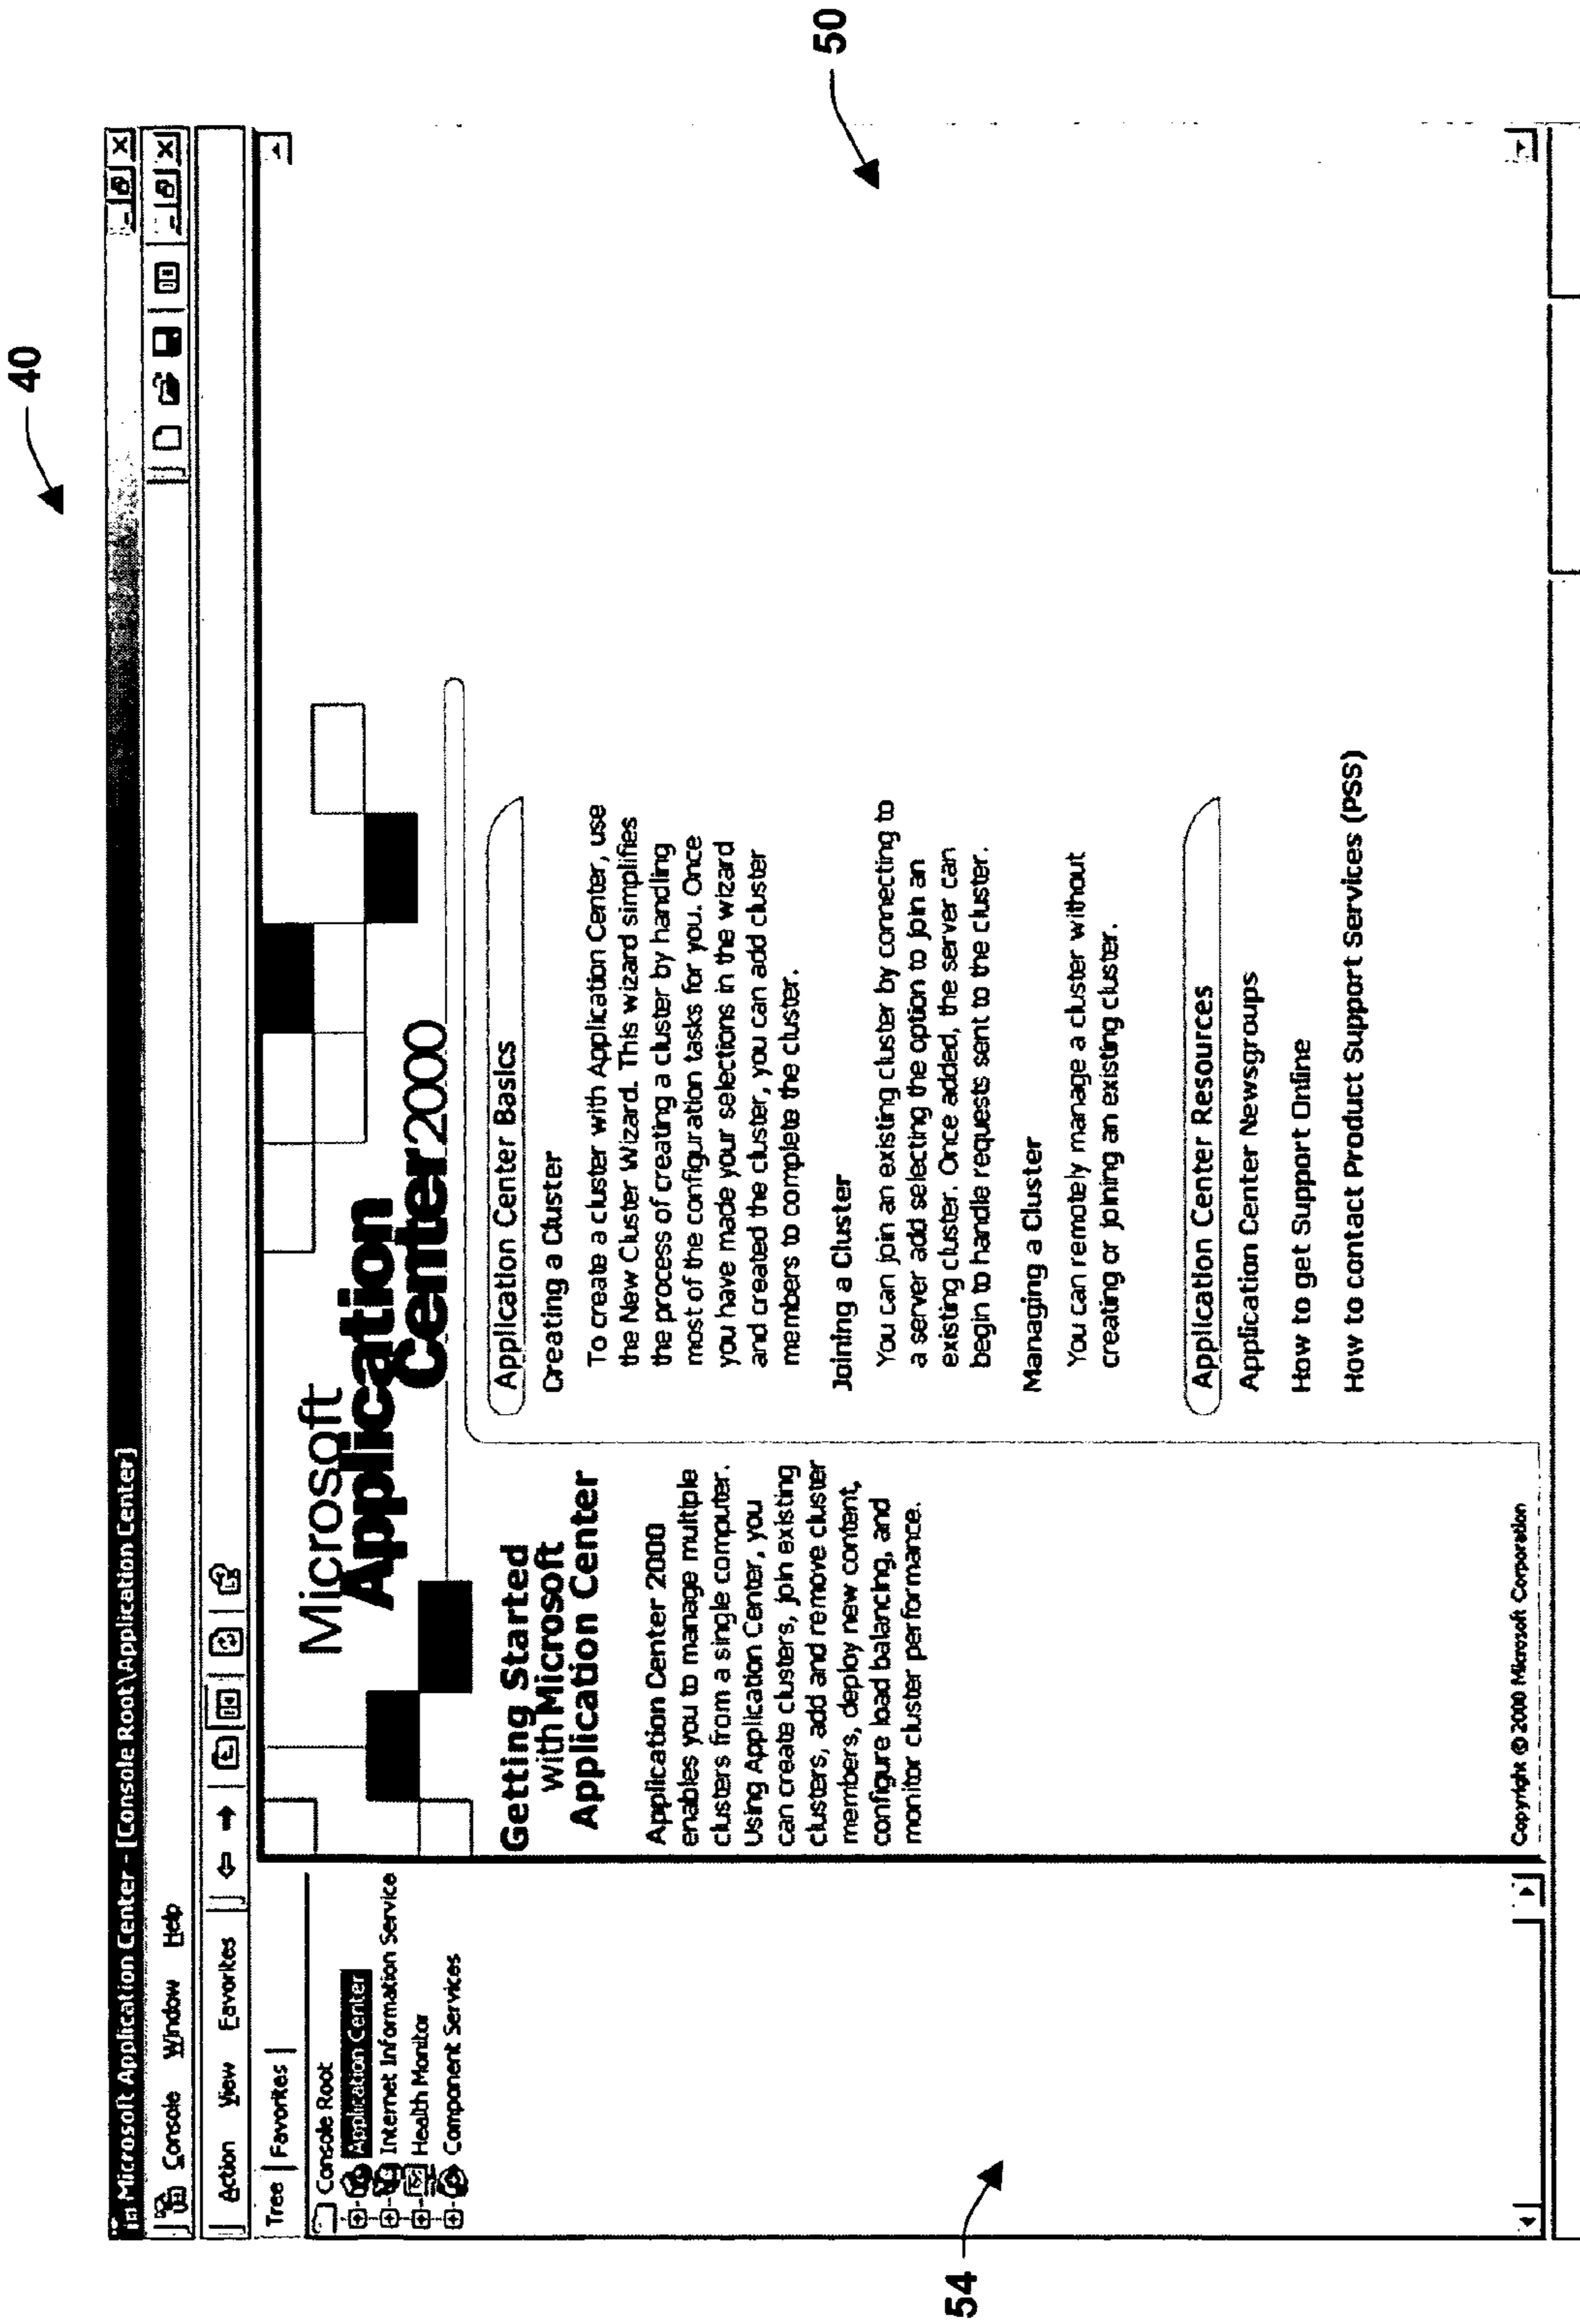 40
Microsoft Application Center - [Console Root\Application Center]
Console Window Help
Action View Favorites
Tree Favorites
Console Root
Application Center
Internet Information Service
Health Monitor
Component Services
54
Microsoft
Application
Center2000
Getting Started
with Microsoft
Application Center
Application Center 2000
enables you to manage multiple
clusters from a single computer.
Using Application Center, you
can create clusters, join existing
clusters, add and remove cluster
members, deploy new content,
configure load balancing, and
monitor cluster performance.
Copyright © 2000 Microsoft Corporation
Application Center Basics
Creating a Cluster
To create a cluster with Application Center, use
the New Cluster Wizard. This wizard simplifies
the process of creating a cluster by handling
most of the configuration tasks for you. Once
you have made your selections in the wizard
and created the cluster, you can add cluster
members to complete the cluster.
Joining a Cluster
You can join an existing cluster by connecting to
a server add selecting the option to join an
existing cluster. Once added, the server can
begin to handle requests sent to the cluster.
Managing a Cluster
You can remotely manage a cluster without
creating or joining an existing cluster.
Application Center Resources
Application Center Newsgroups
How to get Support Online
How to contact Product Support Services (PSS)
50